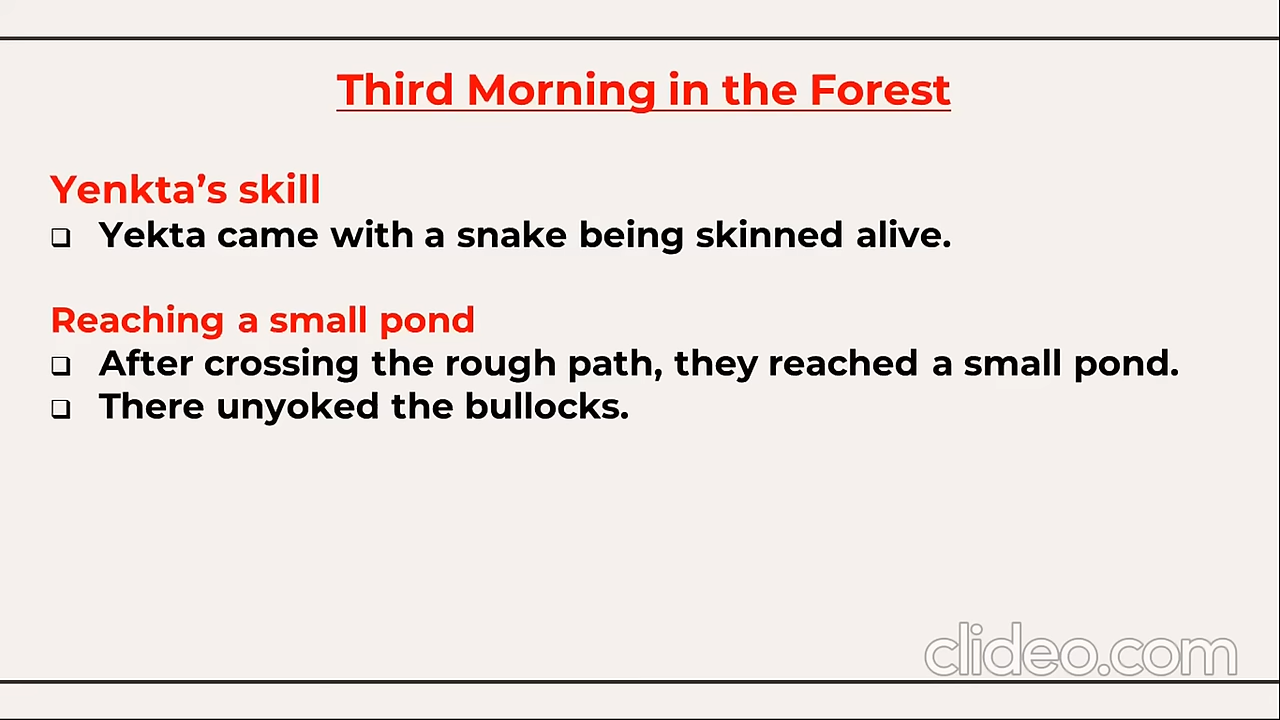 Third Morning in the Forest
Yenkta’s skill
❑ Yekta came with a snake being skinned alive.
Reaching a small pond
❑ After crossing the rough path, they reached a small pond.
❑ There unyoked the bullocks.
clideo.com